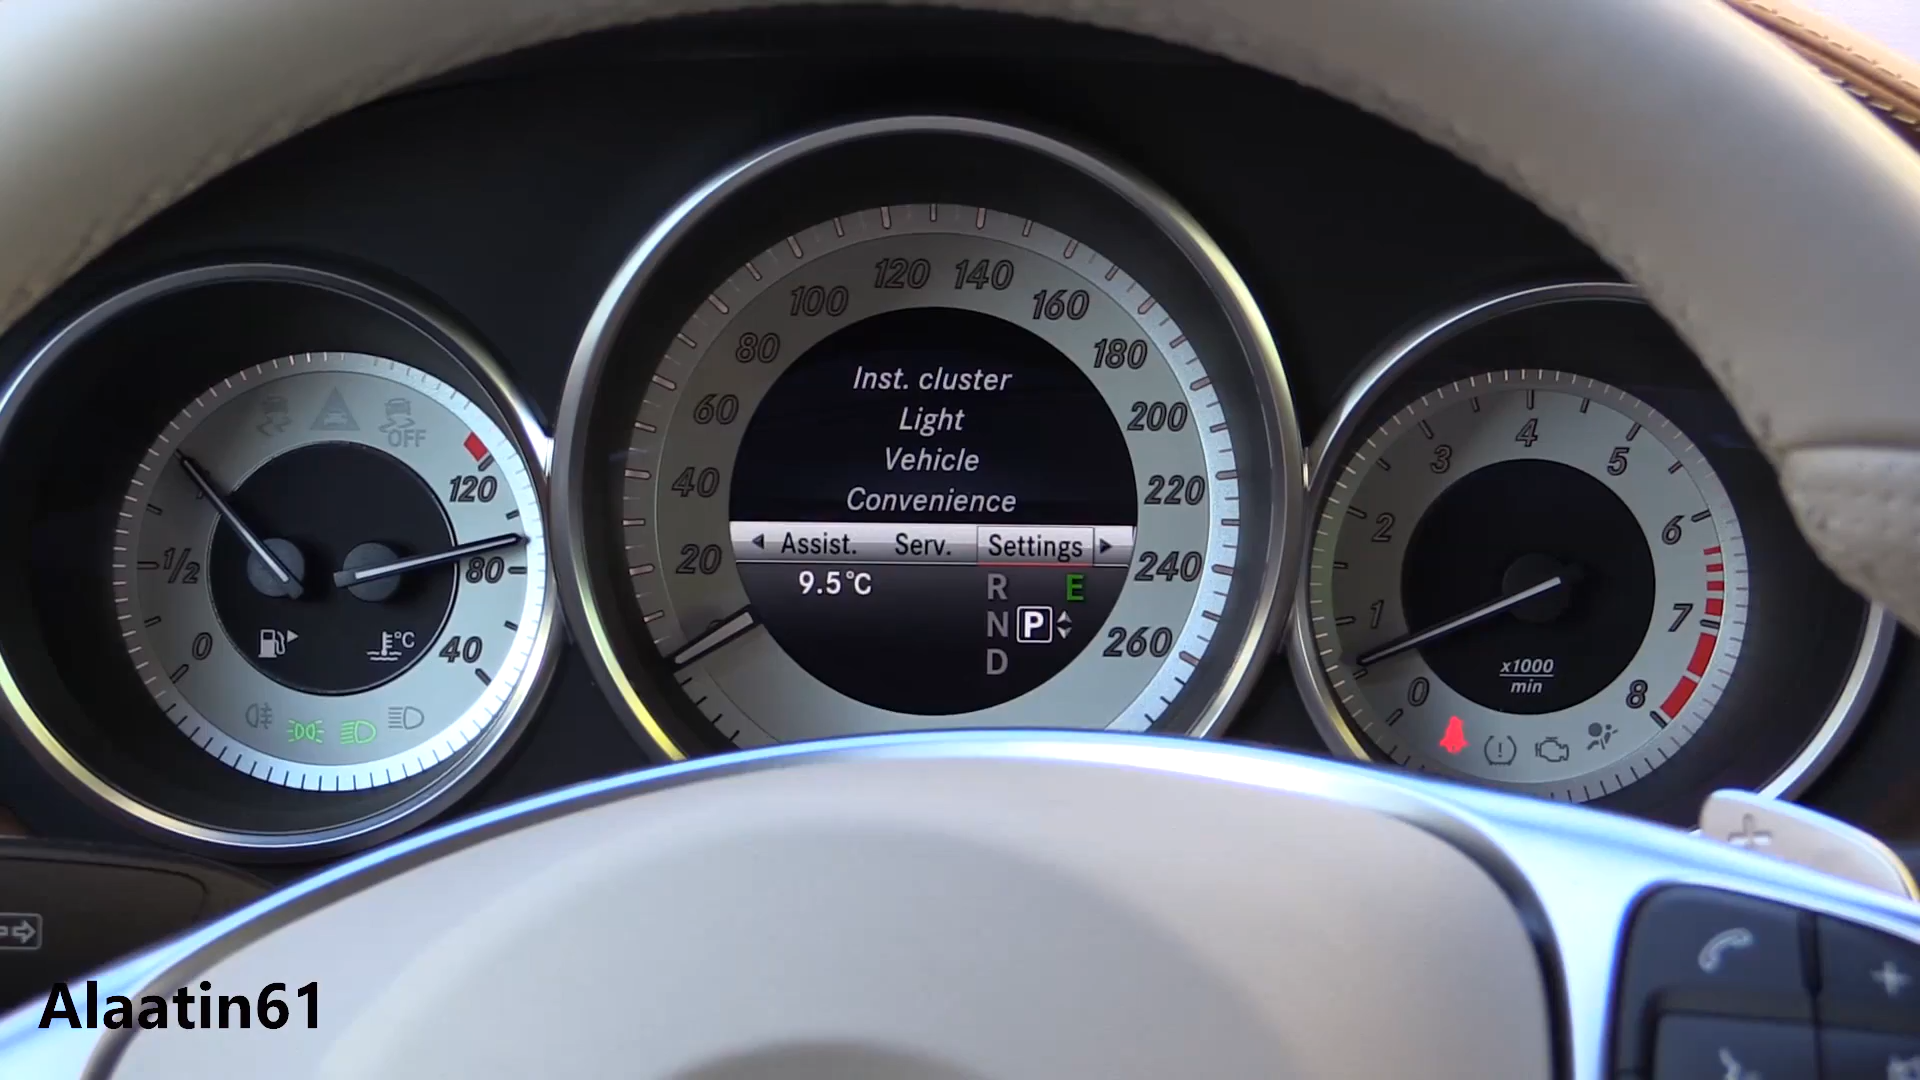 OFF
120
80
40
°C
1
1/2
0
0
20
40
60
80
100
120
140
160
180
200
220
240
260
Inst. cluster
Light
Vehicle
Convenience
Assist. Serv. Settings
9.5°C
R E
N P
D
0
1
2
3
4
5
6
7
8
x1000
min
Alaatin61